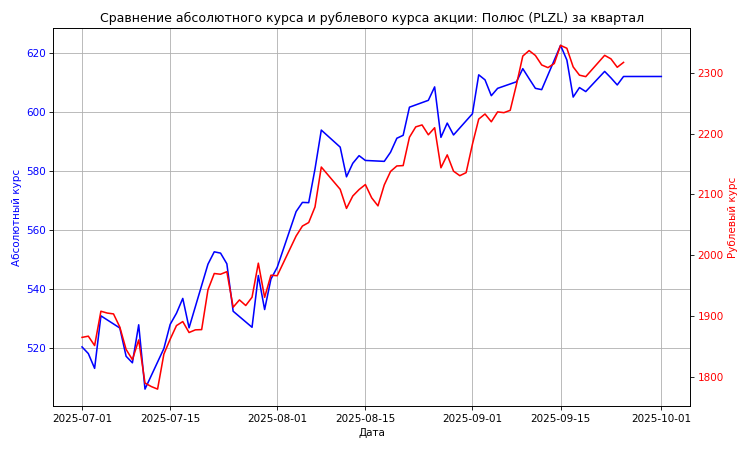 Сравнение абсолютного курса и рублевого курса акции: Полюс (PLZL) за квартал
620
600
580
560
540
520
Абсолютный курс
2300
2200
2100
2000
1900
1800
Рублевый курс
2025-07-01 2025-07-15 2025-08-01 2025-08-15 2025-09-01 2025-09-15 2025-10-01
Дата